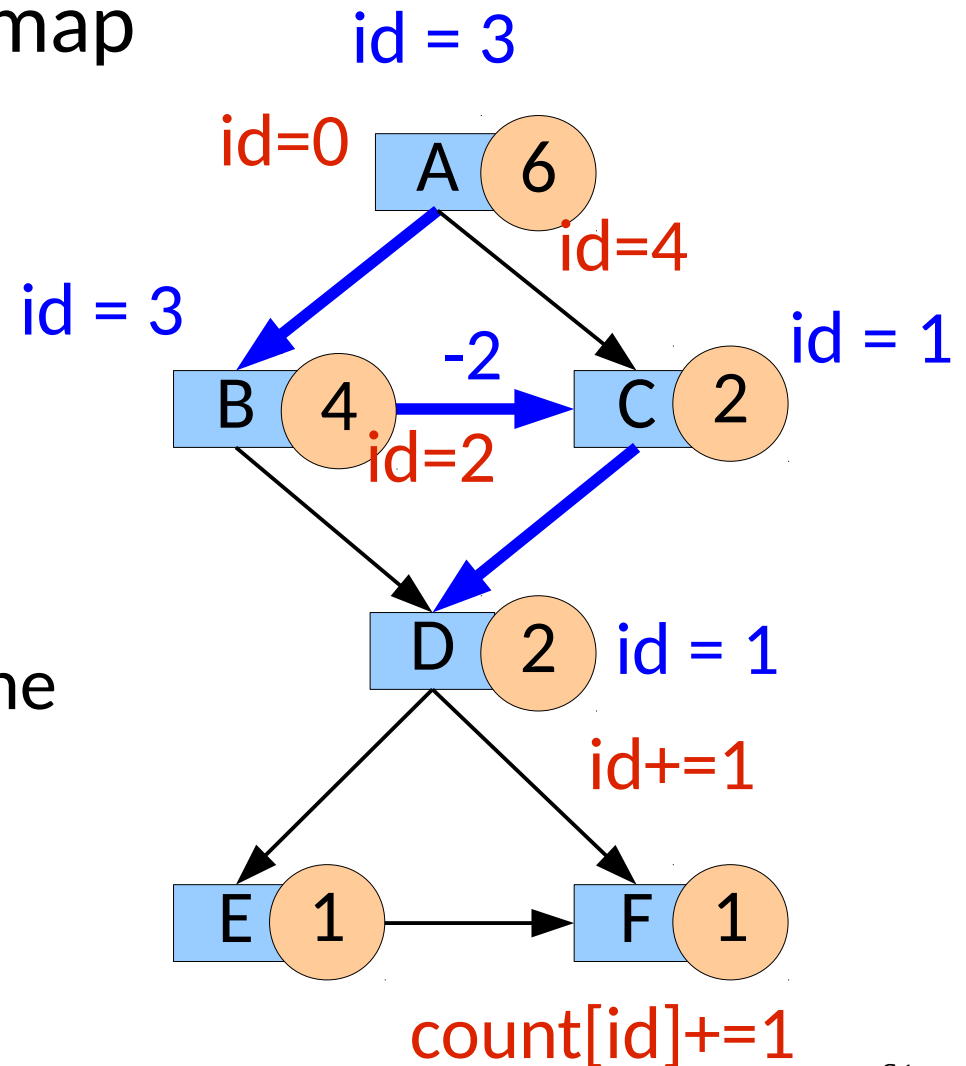 map
id = 3
id=0
A 6
id=4
id = 3
id = 1
-2
B 4
C 2
id=2
D 2
id = 1
id+=1
E 1
F 1
count[id]+=1